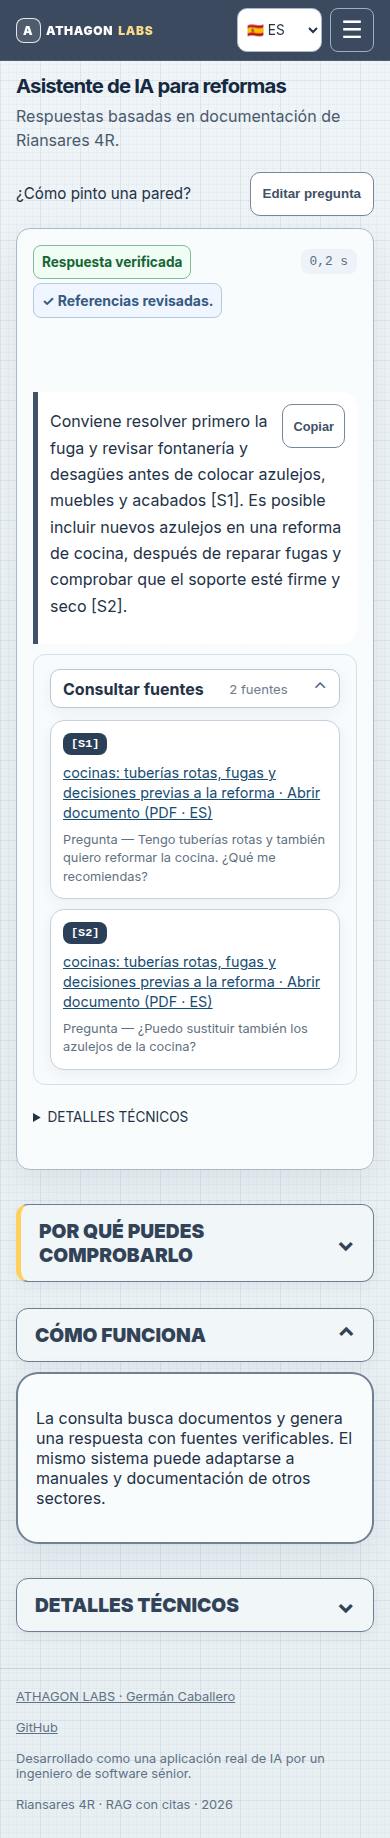 A ATHAGON LABS
🇪🇸 ES
☰
Asistente de IA para reformas
Respuestas basadas en documentación de
Riansares 4R.
¿Cómo pinto una pared?
Editar pregunta
Respuesta verificada
0,2 s
✓ Referencias revisadas.
Conviene resolver primero la
Copiar
fuga y revisar fontanería y
desagües antes de colocar azulejos,
muebles y acabados [S1]. Es posible
incluir nuevos azulejos en una reforma
de cocina, después de reparar fugas y
comprobar que el soporte esté firme y
seco [S2].
Consultar fuentes 2 fuentes
[S1]
cocinas: tuberías rotas, fugas y
decisiones previas a la reforma · Abrir
documento (PDF · ES)
Pregunta — Tengo tuberías rotas y también
quiero reformar la cocina. ¿Qué me
recomiendas?
[S2]
cocinas: tuberías rotas, fugas y
decisiones previas a la reforma · Abrir
documento (PDF · ES)
Pregunta — ¿Puedo sustituir también los
azulejos de la cocina?
▶ DETALLES TÉCNICOS
POR QUÉ PUEDES
COMPROBARLO
CÓMO FUNCIONA
La consulta busca documentos y genera
una respuesta con fuentes verificables. El
mismo sistema puede adaptarse a
manuales y documentación de otros
sectores.
DETALLES TÉCNICOS
ATHAGON LABS · Germán Caballero
GitHub
Desarrollado como una aplicación real de IA por un
ingeniero de software sénior.
Riansares 4R · RAG con citas · 2026